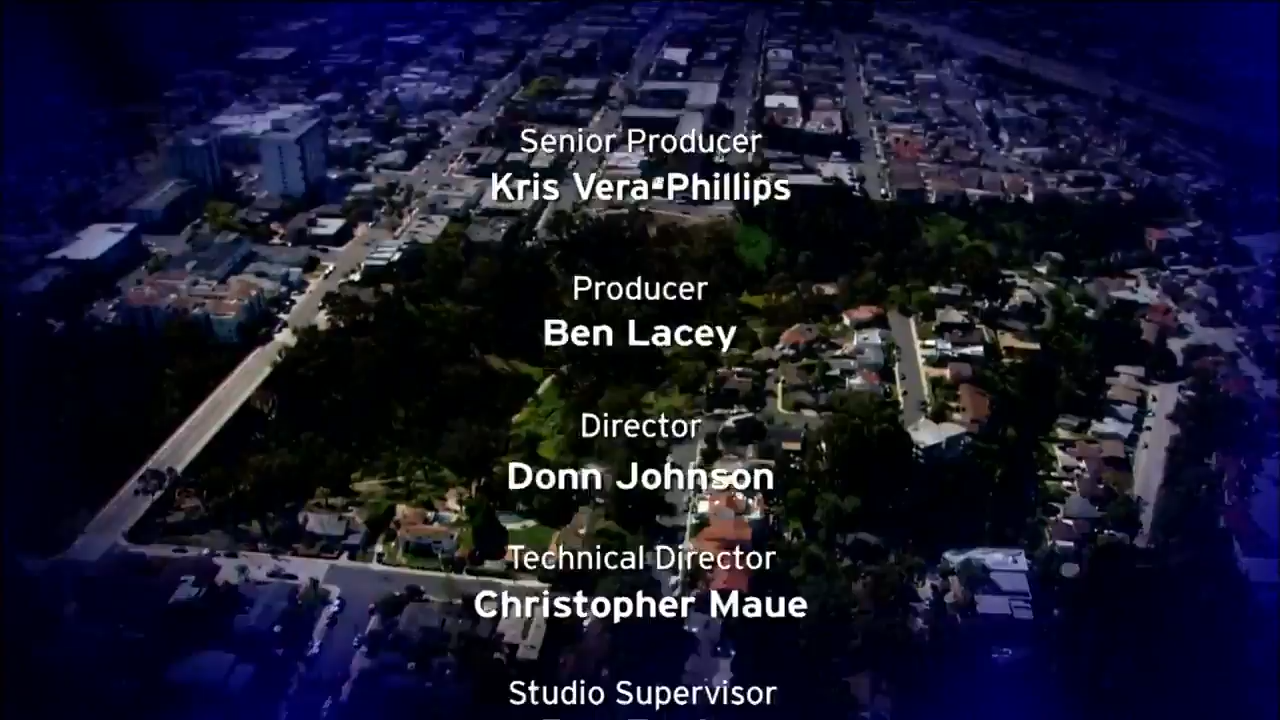 Senior Producer
Kris Vera-Phillips
Producer
Ben Lacey
Director
Donn Johnson
Technical Director
Christopher Maue
Studio Supervisor